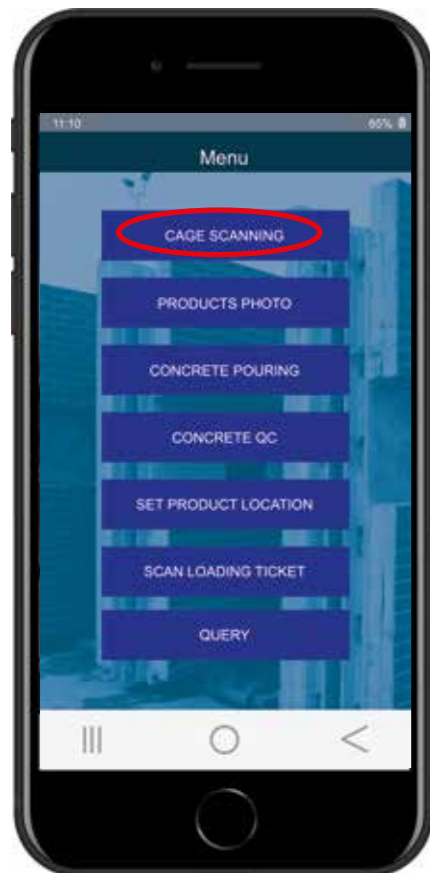 11:10 65%
Menu
CAGE SCANNING
PRODUCTS PHOTO
CONCRETE POURING
CONCRETE QC
SET PRODUCT LOCATION
SCAN LOADING TICKET
QUERY